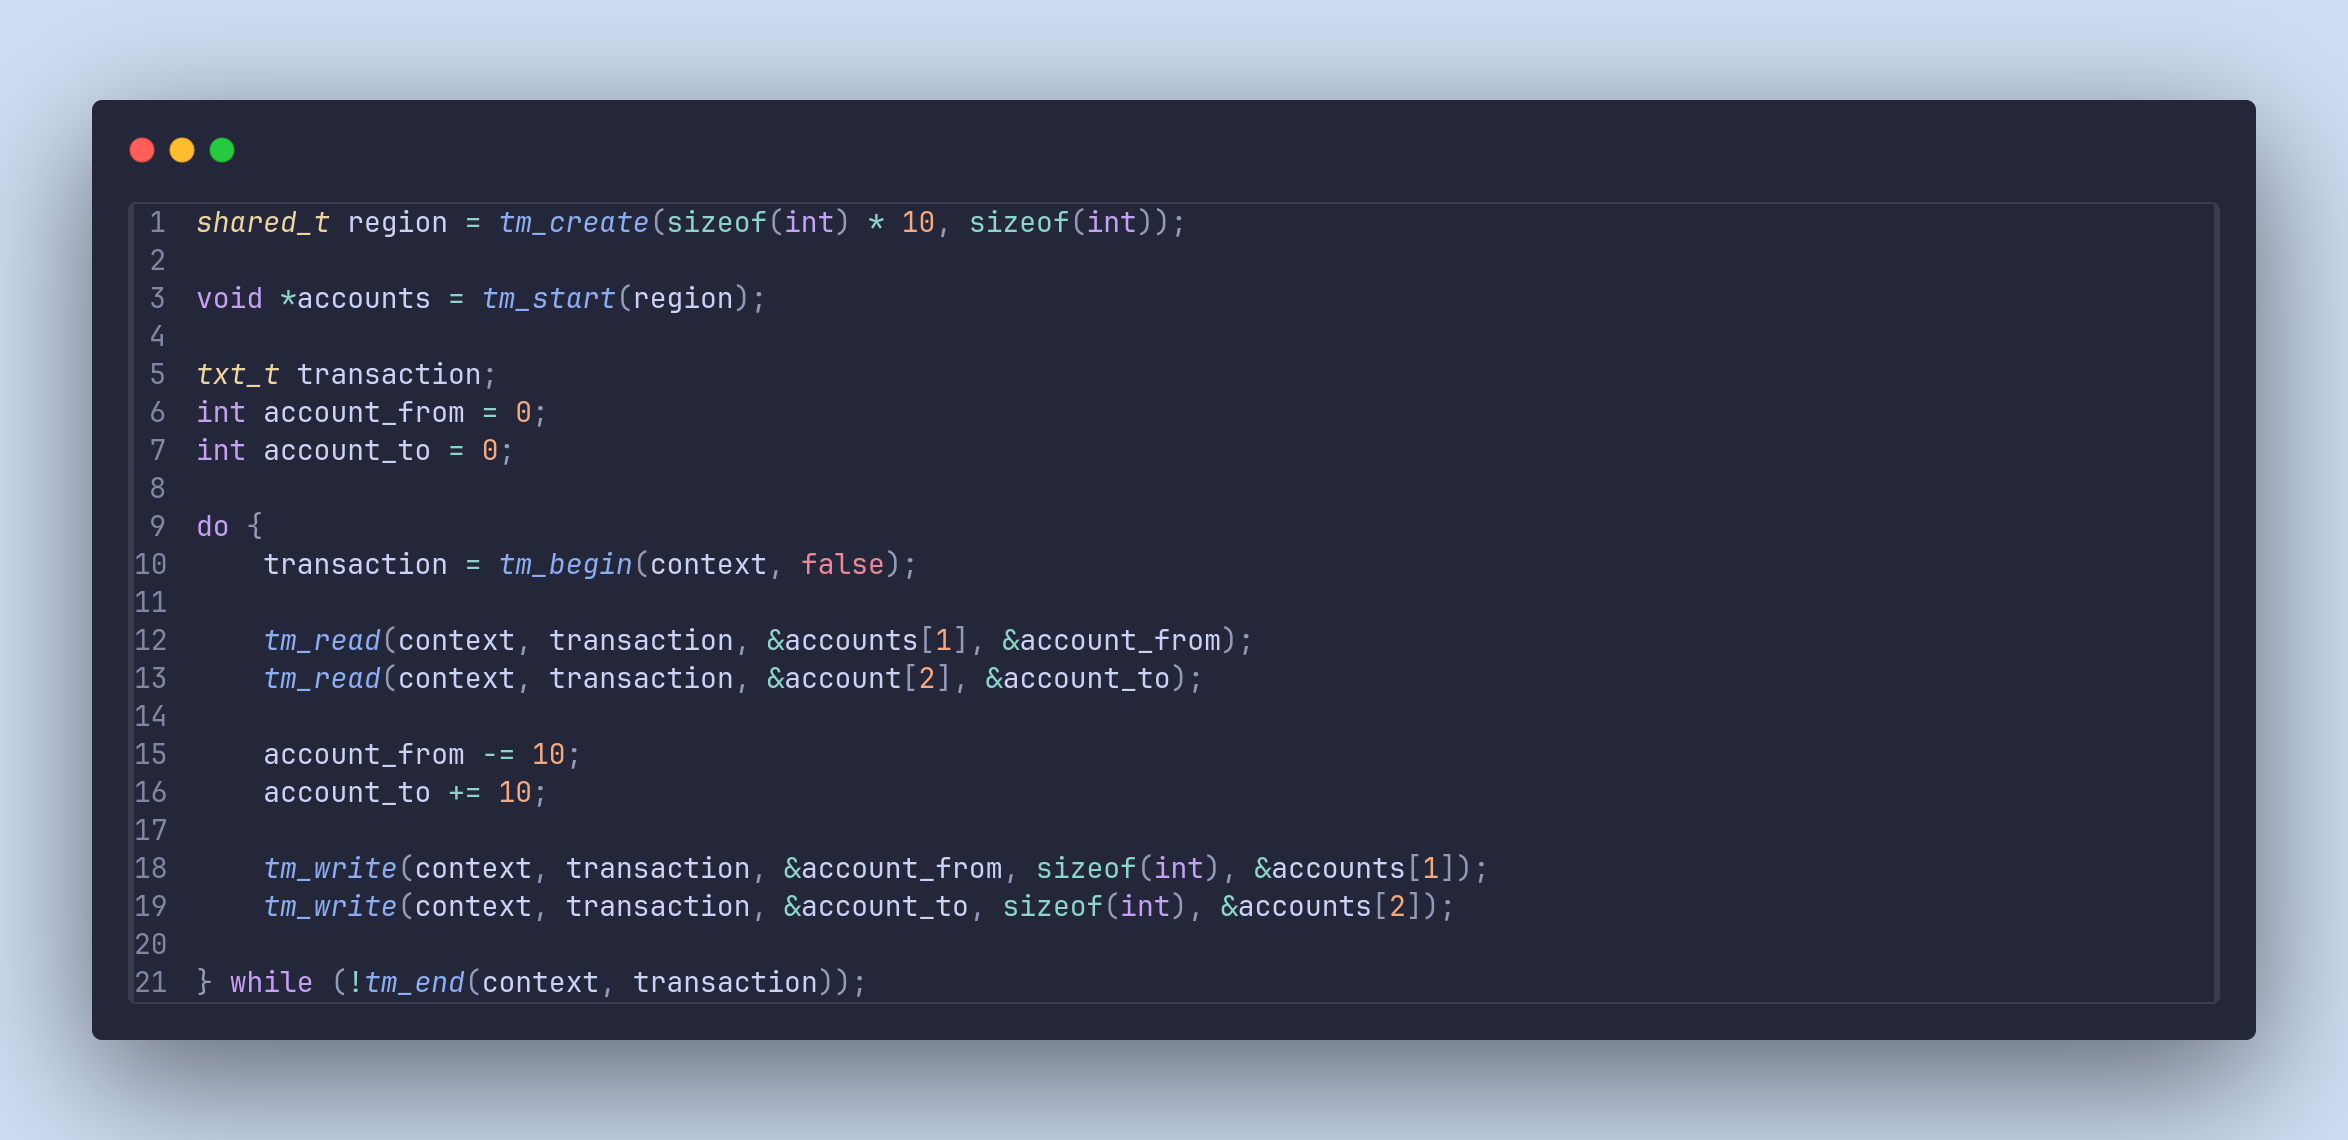 1 shared_t region = tm_create(sizeof(int) * 10, sizeof(int));
2
3 void *accounts = tm_start(region);
4
5 txt_t transaction;
6 int account_from = 0;
7 int account_to = 0;
8
9 do {
10     transaction = tm_begin(context, false);
11
12     tm_read(context, transaction, &accounts[1], &account_from);
13     tm_read(context, transaction, &account[2], &account_to);
14
15     account_from -= 10;
16     account_to += 10;
17
18     tm_write(context, transaction, &account_from, sizeof(int), &accounts[1]);
19     tm_write(context, transaction, &account_to, sizeof(int), &accounts[2]);
20
21 } while (!tm_end(context, transaction));